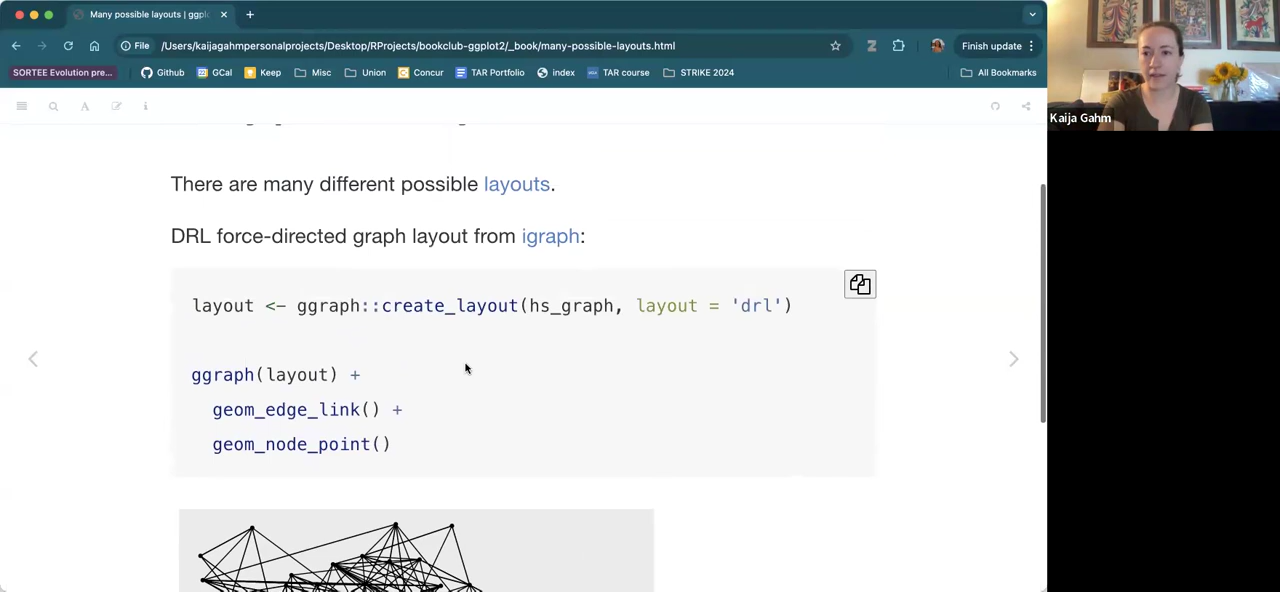 Many possible layouts | ggpl
File
/Users/kaijagahmpersonalprojects/Desktop/RProjects/bookclub-ggplot2/_book/many-possible-layouts.html
Finish update
SORTEE Evolution pre...
Github
GCal
Keep
Misc
Union
Concur
TAR Portfolio
index
TAR course
STRIKE 2024
All Bookmarks
Kaija Gahm
There are many different possible layouts.
DRL force-directed graph layout from igraph:
layout <- ggraph::create_layout(hs_graph, layout = 'drl')
ggraph(layout) +
geom_edge_link() +
geom_node_point()